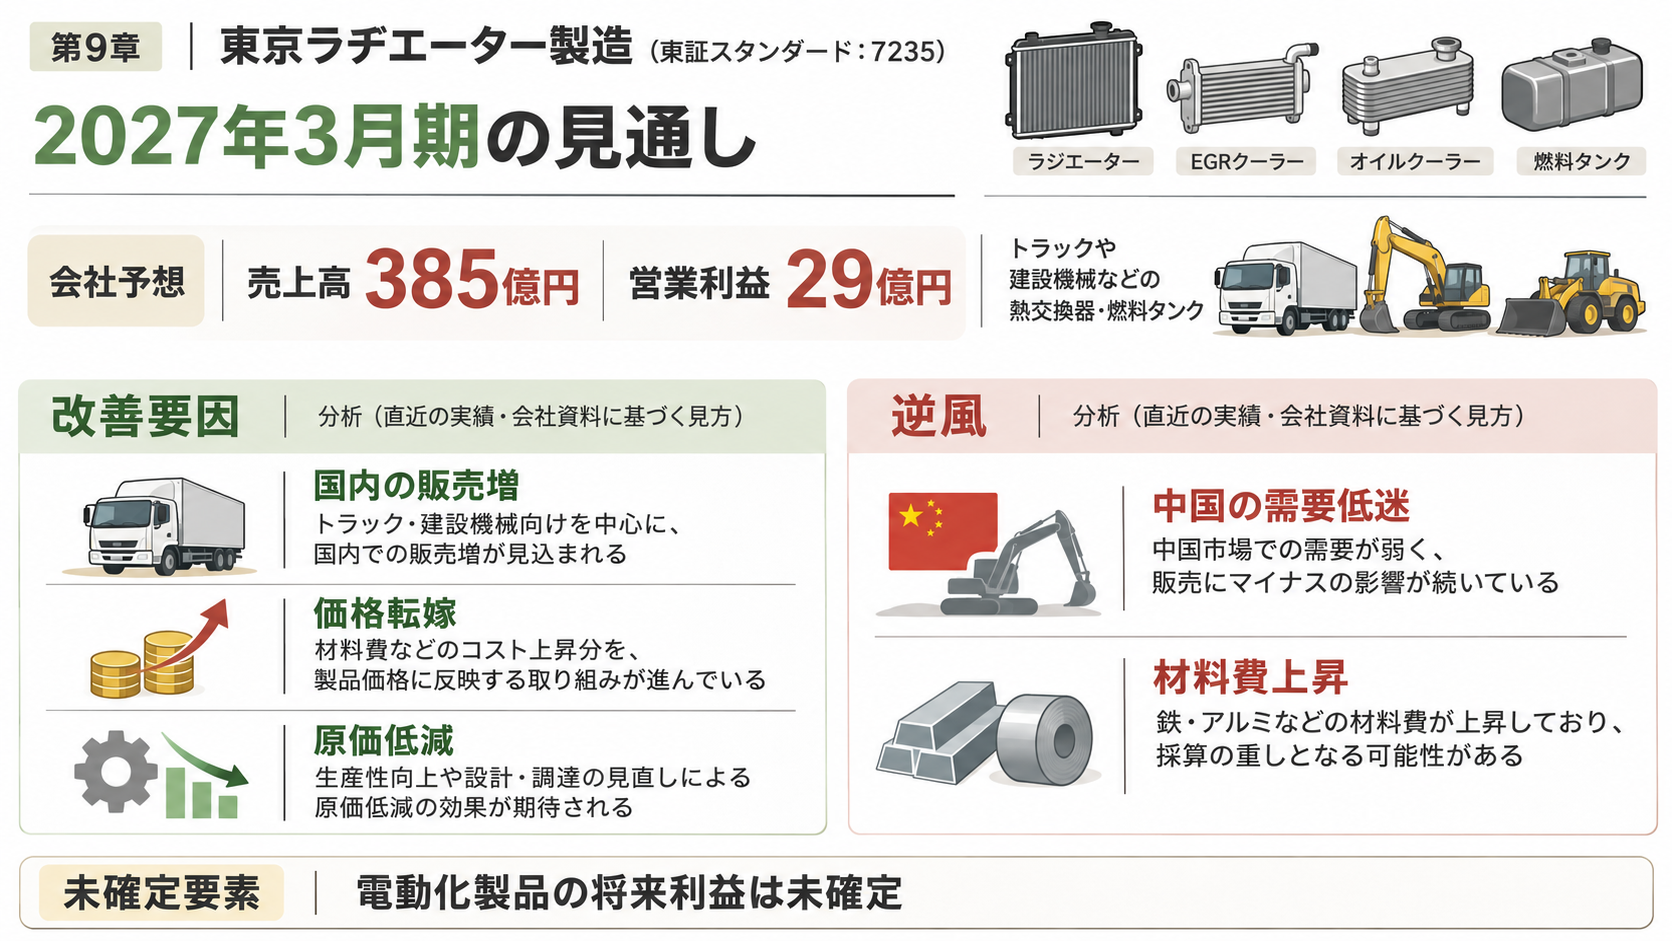 第9章
東京ラヂエーター製造（東証スタンダード：7235）
2027年3月期の見通し
ラジエーター
EGRクーラー
オイルクーラー
燃料タンク
会社予想
売上高 385億円
営業利益 29億円
トラックや
建設機械などの
熱交換器・燃料タンク
改善要因
分析（直近の実績・会社資料に基づく見方）
国内の販売増
トラック・建設機械向けを中心に、
国内での販売増が見込まれる
価格転嫁
材料費などのコスト上昇分を、
製品価格に反映する取り組みが進んでいる
原価低減
生産性向上や設計・調達の見直しによる
原価低減の効果が期待される
逆風
分析（直近の実績・会社資料に基づく見方）
中国の需要低迷
中国市場での需要が弱く、
販売にマイナスの影響が続いている
材料費上昇
鉄・アルミなどの材料費が上昇しており、
採算の重しとなる可能性がある
未確定要素
電動化製品の将来利益は未確定